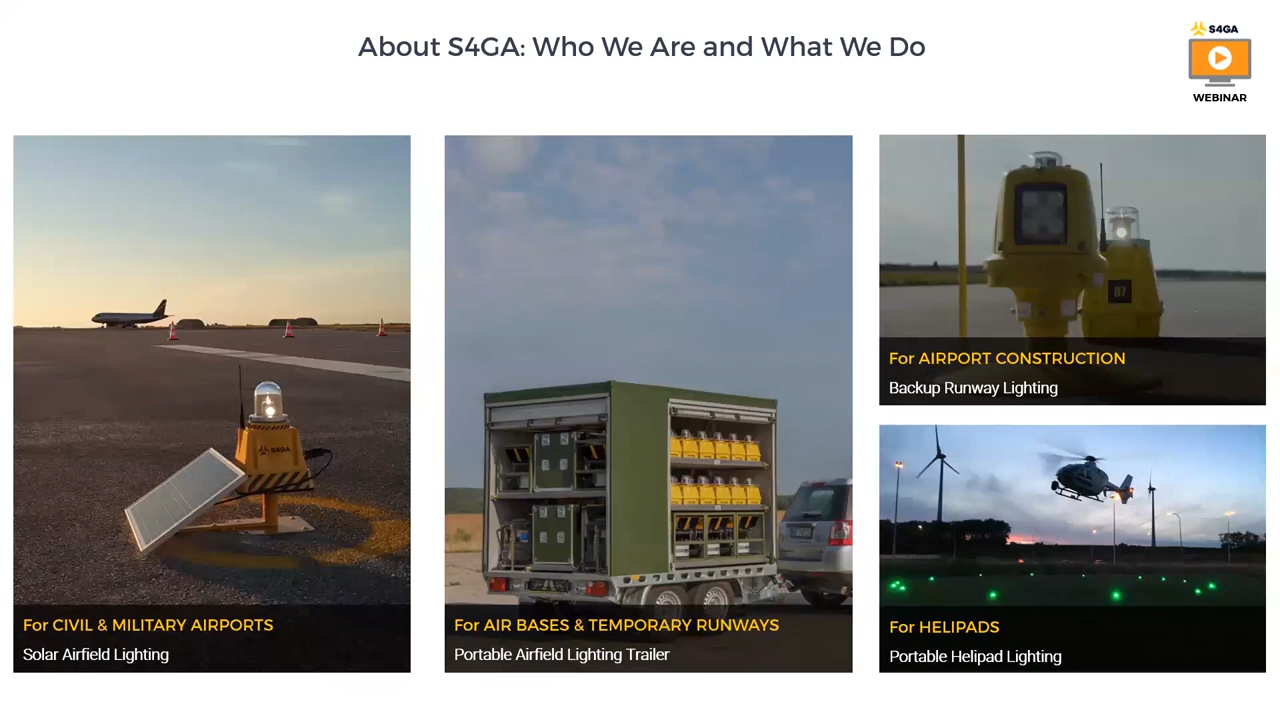 About S4GA: Who We Are and What We Do
S4GA
WEBINAR
S4GA
For CIVIL & MILITARY AIRPORTS
Solar Airfield Lighting
For AIR BASES & TEMPORARY RUNWAYS
Portable Airfield Lighting Trailer
07
For AIRPORT CONSTRUCTION
Backup Runway Lighting
For HELIPADS
Portable Helipad Lighting